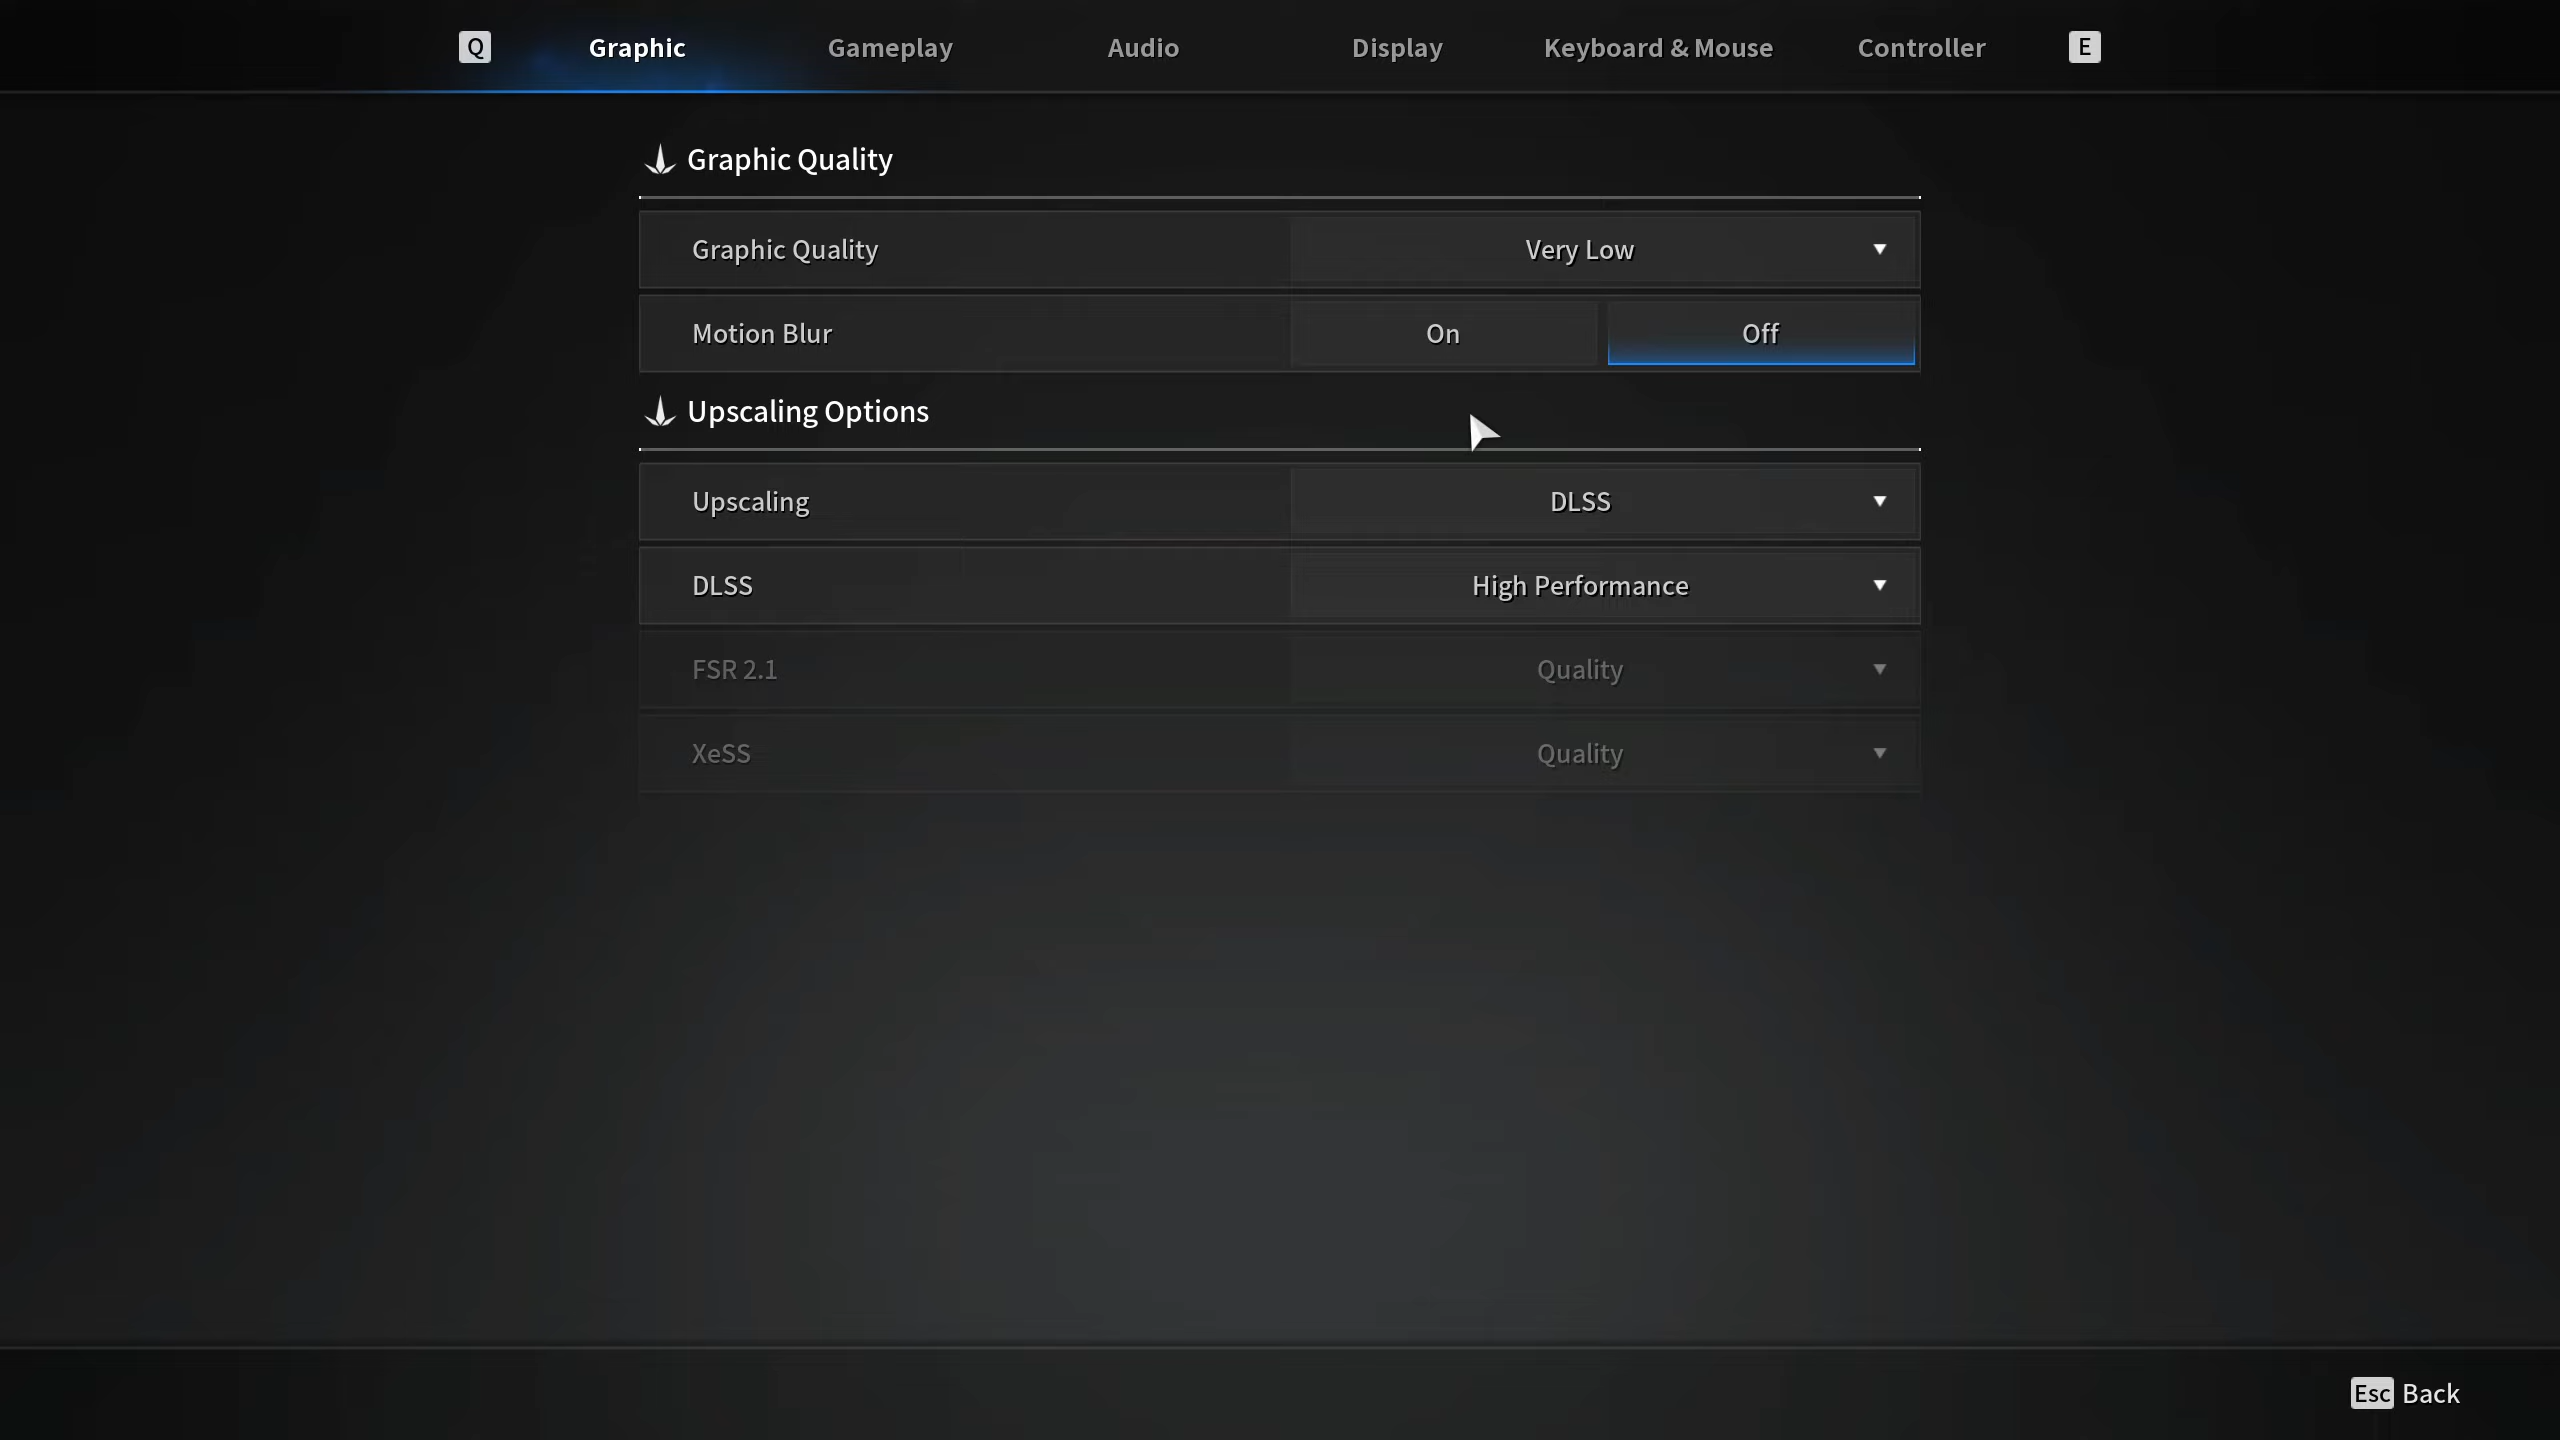 Q Graphic Gameplay Audio Display Keyboard & Mouse Controller E
Graphic Quality
Graphic Quality Very Low
Motion Blur On Off
Upscaling Options
Upscaling DLSS
DLSS High Performance
FSR 2.1 Quality
XeSS Quality
Esc Back